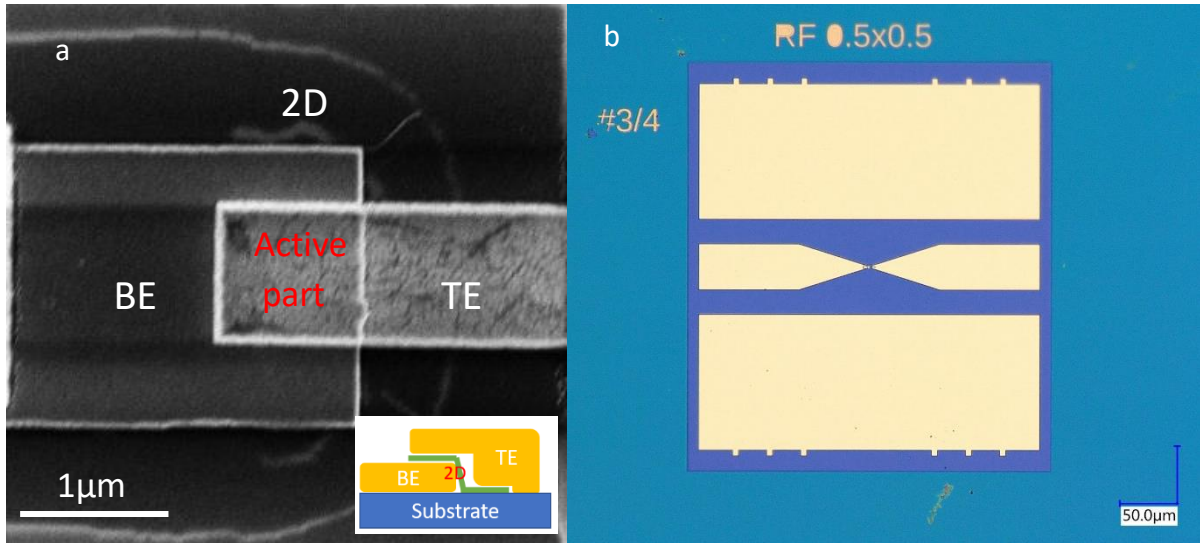 a
2D
Active
part
BE
TE
1μm
TE
BE
2D
Substrate
b
RF 0.5x0.5
#3/4
50.0μm